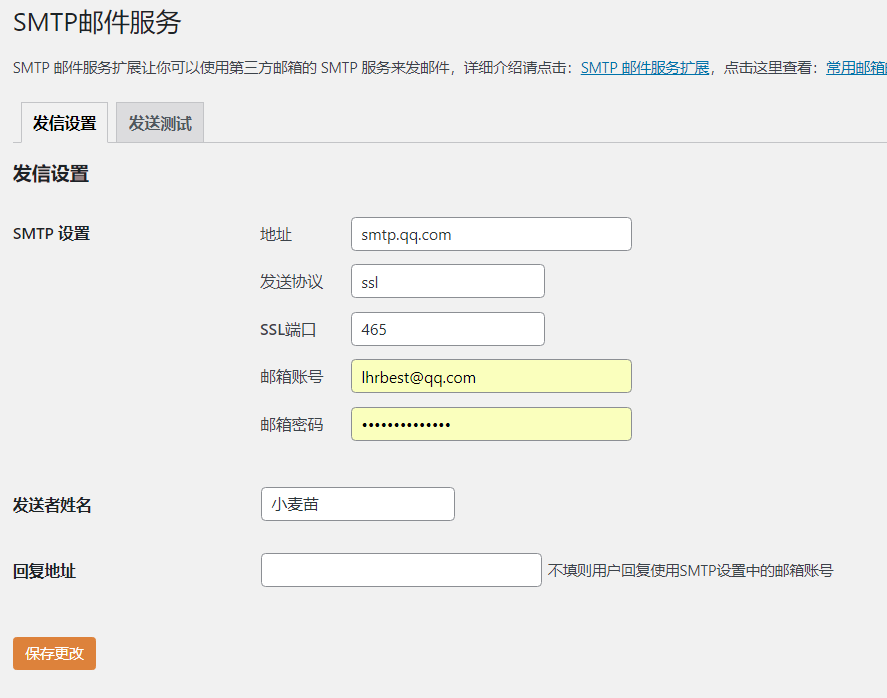 SMTP邮件服务
SMTP 邮件服务扩展让你可以使用第三方邮箱的 SMTP 服务来发邮件，详细介绍请点击：SMTP 邮件服务扩展，点击这里查看：常用邮箱
发信设置 发送测试
发信设置
SMTP 设置 地址 smtp.qq.com
发送协议 ssl
SSL端口 465
邮箱账号 lhrbest@qq.com
邮箱密码 ••••••••••••••
发送者姓名 小麦苗
回复地址 不填则用户回复使用SMTP设置中的邮箱账号
保存更改